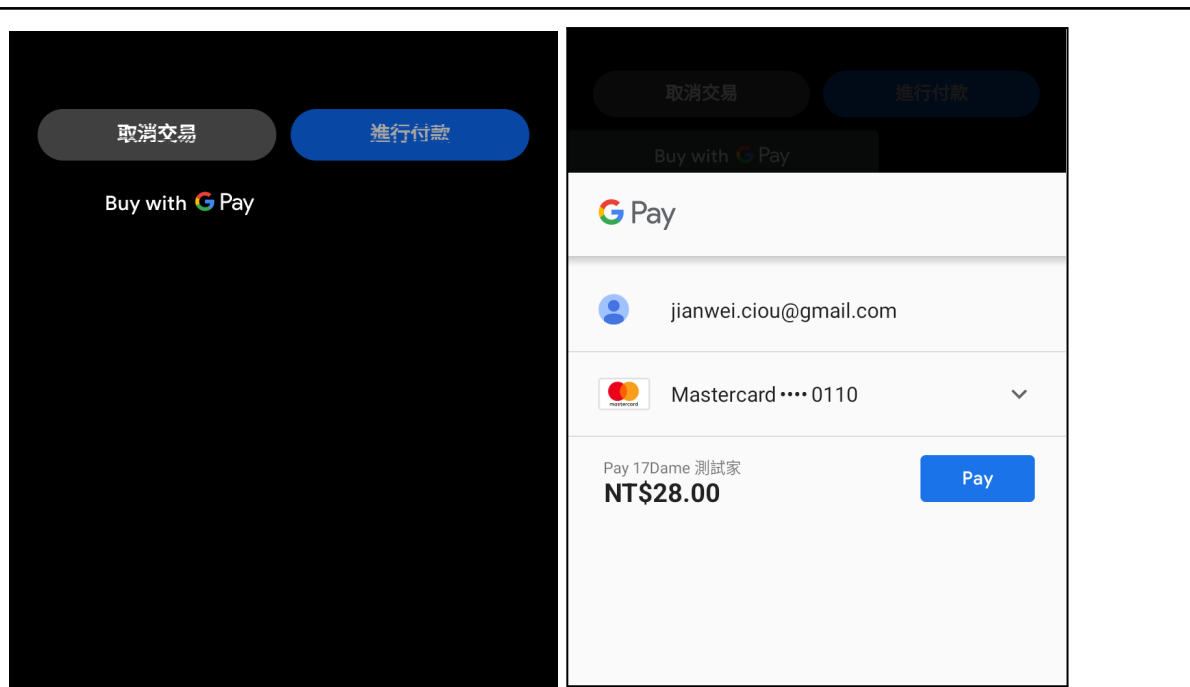 取消交易 進行付款
Buy with G Pay
取消交易 進行付款
Buy with G Pay
G Pay
jianwei.ciou@gmail.com
mastercard Mastercard •••• 0110
Pay 17Dame 測試家
NT$28.00
Pay